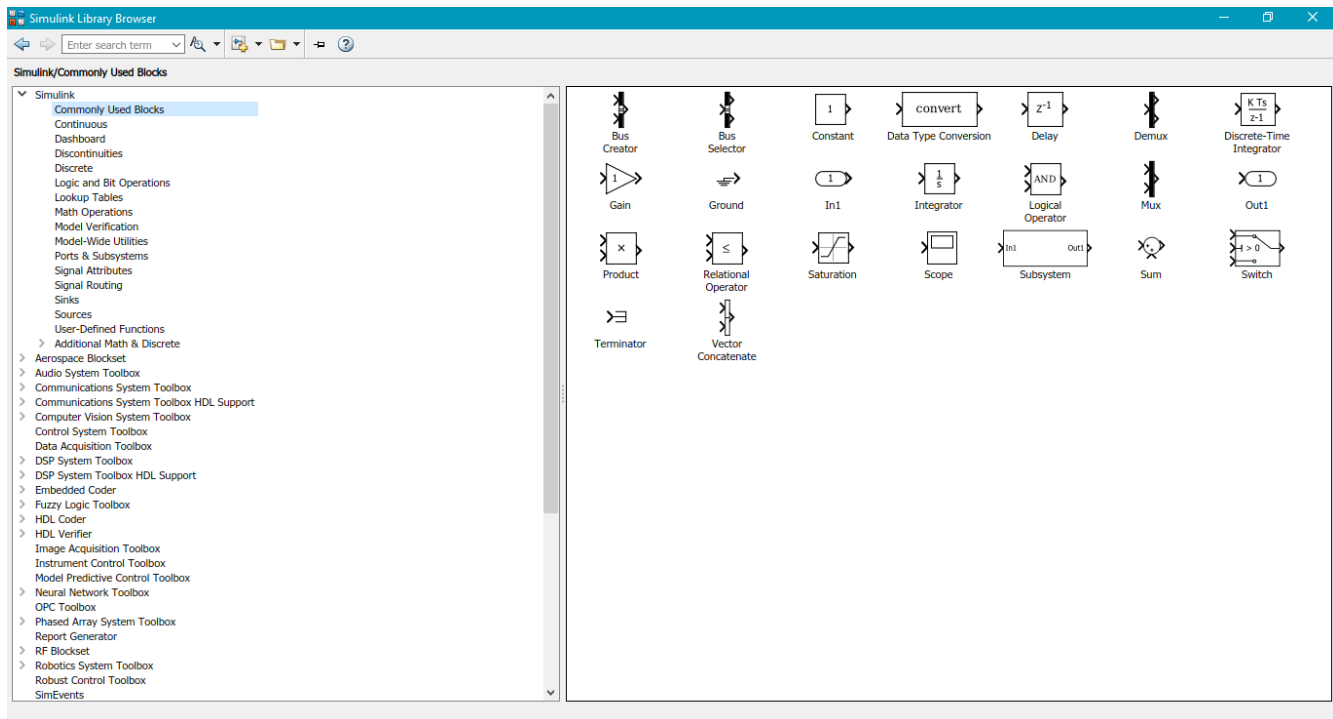 Simulink Library Browser
Enter search term
Simulink/Commonly Used Blocks
Simulink
Commonly Used Blocks
Continuous
Dashboard
Discontinuities
Discrete
Logic and Bit Operations
Lookup Tables
Math Operations
Model Verification
Model-Wide Utilities
Ports & Subsystems
Signal Attributes
Signal Routing
Sinks
Sources
User-Defined Functions
Additional Math & Discrete
Aerospace Blockset
Audio System Toolbox
Communications System Toolbox
Communications System Toolbox HDL Support
Computer Vision System Toolbox
Control System Toolbox
Data Acquisition Toolbox
DSP System Toolbox
DSP System Toolbox HDL Support
Embedded Coder
Fuzzy Logic Toolbox
HDL Coder
HDL Verifier
Image Acquisition Toolbox
Instrument Control Toolbox
Model Predictive Control Toolbox
Neural Network Toolbox
OPC Toolbox
Phased Array System Toolbox
Report Generator
RF Blockset
Robotics System Toolbox
Robust Control Toolbox
SimEvents
1 convert z-1 K Ts
z-1
Bus Bus Constant Data Type Conversion Delay Demux Discrete-Time
Creator Selector Integrator
1 1 1 AND 1
s
Gain Ground In1 Integrator Logical Mux Out1
Operator
× ≤ In1 Out1 + + > 0
Product Relational Saturation Scope Subsystem Sum Switch
Operator
Terminator Vector
Concatenate